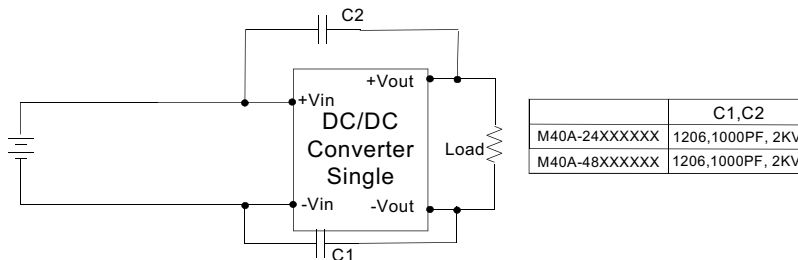 C2
+Vin
+Vout
DC/DC
Converter
Single
Load
-Vin
-Vout
C1
C1,C2
M40A-24XXXXXX 1206,1000PF, 2KV
M40A-48XXXXXX 1206,1000PF, 2KV